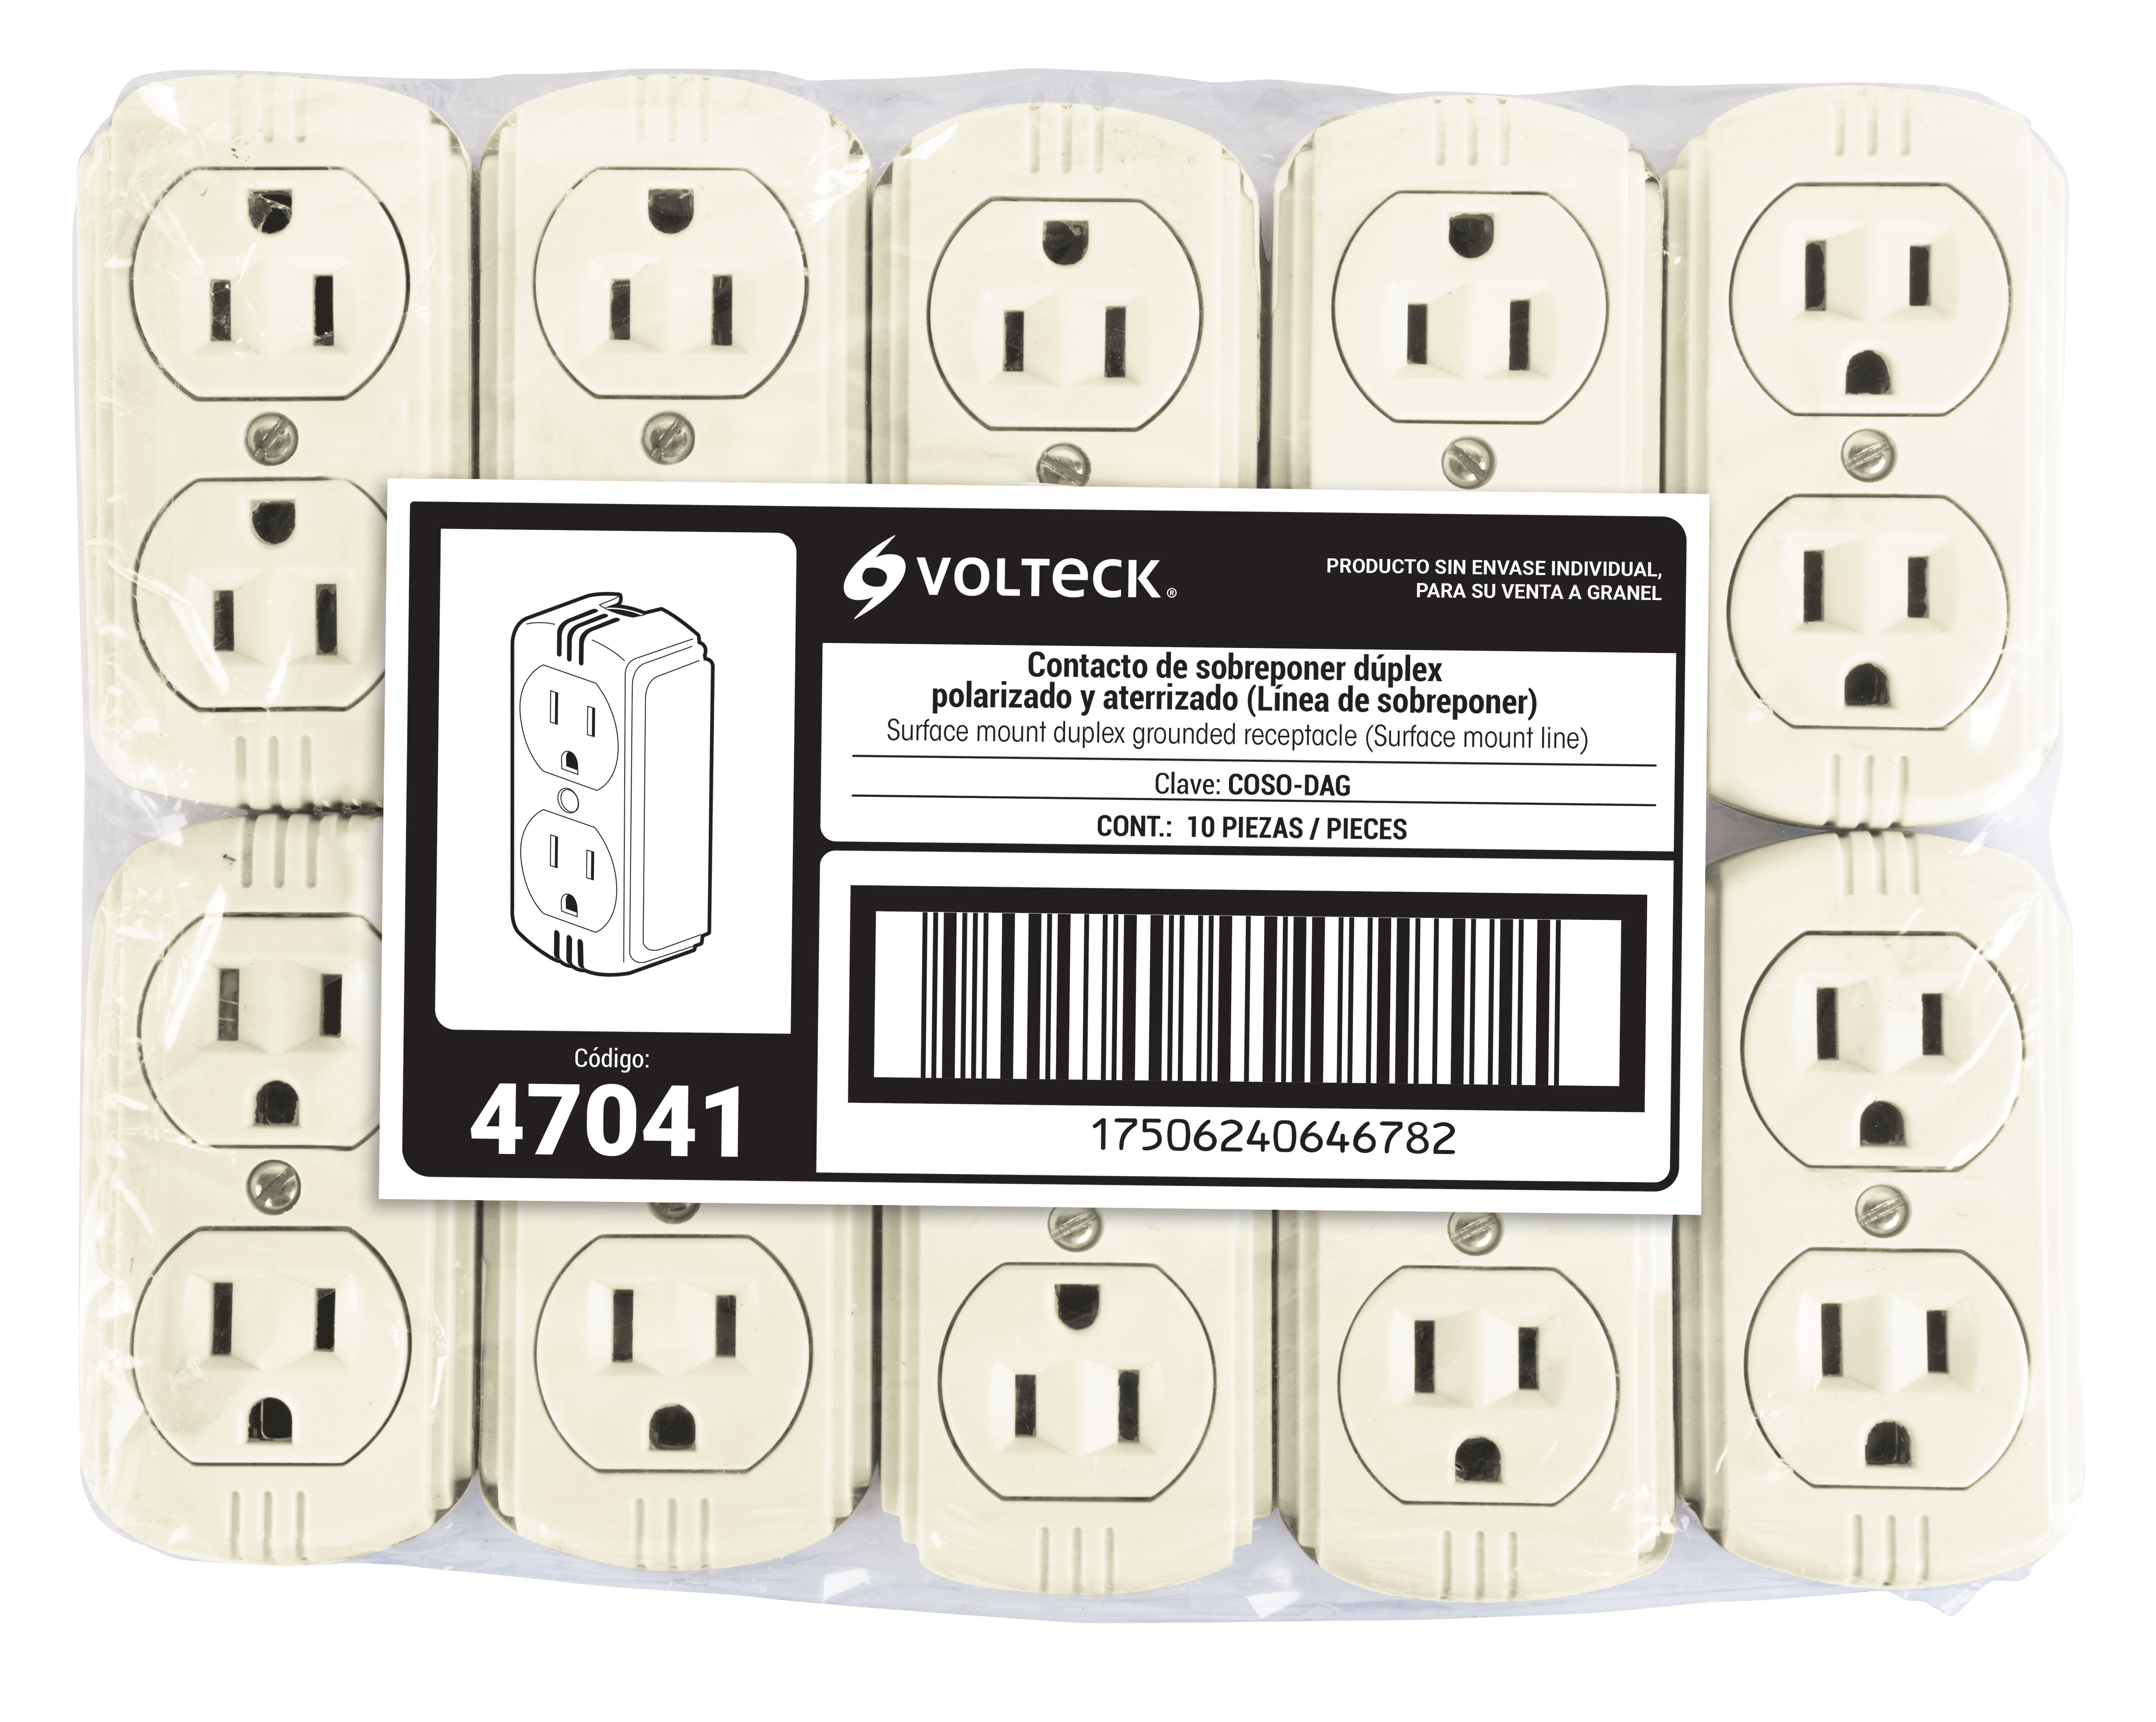 VOLTECK®
PRODUCTO SIN ENVASE INDIVIDUAL,
PARA SU VENTA A GRANEL
Contacto de sobreponer dúplex
polarizado y aterrizado (Línea de sobreponer)
Surface mount duplex grounded receptacle (Surface mount line)
Clave: COSO-DAG
CONT.: 10 PIEZAS / PIECES
Código:
47041
17506240646782